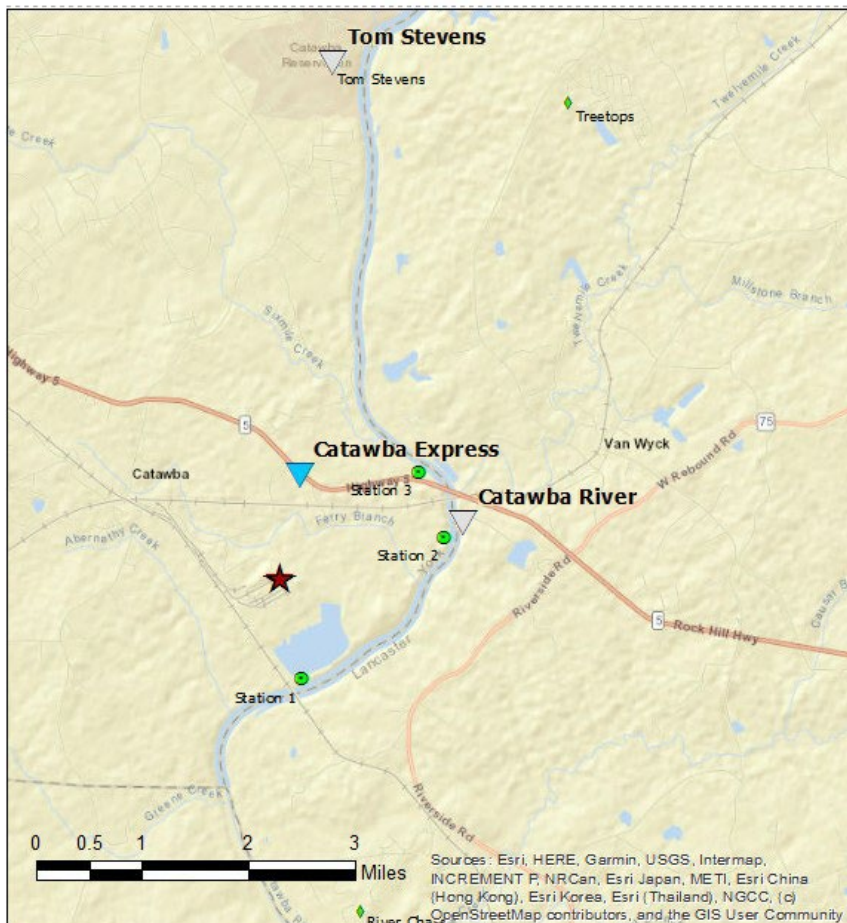 Tom Stevens
Catawba
Reservation
Tom Stevens
Treetops
Twelvemile Creek
Creek
Sixmile Creek
Twelvemile Creek
Millstone Branch
Highway 5
5
75
Catawba Express
Van Wyck
W Rebound Rd
Catawba
Highway 5
Station 3
Catawba River
Ferry Branch
Abernathy Creek
Station 2
York
Riverside Rd
5
Rock Hill Hwy
Lancaster
Station 1
Greene Creek
Riverside Rd
0 0.5 1 2 3
Miles
River
Sources: Esri, HERE, Garmin, USGS, Intermap,
INCREMENT P, NRCan, Esri Japan, METI, Esri China
(Hong Kong), Esri Korea, Esri (Thailand), NGCC, (c)
OpenStreetMap contributors, and the GIS User Community